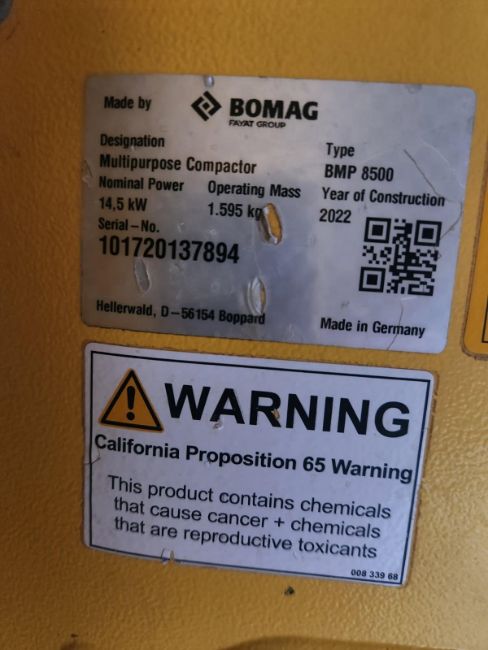 Made by BOMAG
FAYAT GROUP
Designation
Multipurpose Compactor
Type
BMP 8500
Nominal Power Operating Mass
14,5 kW 1.595 kg
Year of Construction
2022
Serial-No.
101720137894
Hellerwald, D-56154 Boppard
Made in Germany
WARNING
California Proposition 65 Warning
This product contains chemicals
that cause cancer + chemicals
that are reproductive toxicants
008 339 68